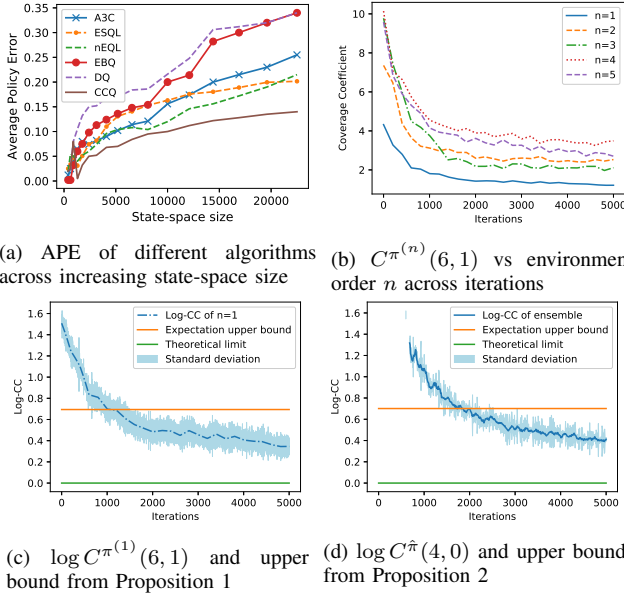 0.35
0.30
0.25
0.20
0.15
0.10
0.05
0.00
Average Policy Error
A3C
ESQL
nEQL
EBQ
DQ
CCQ
0
5000
10000
15000
20000
State-space size
10
8
6
4
2
Coverage Coefficient
n=1
n=2
n=3
n=4
n=5
0
1000
2000
3000
4000
5000
Iterations
(a) APE of different algorithms
across increasing state-space size
(b) C^{π^{(n)}}(6, 1) vs environmen
order n across iterations
1.6
1.4
1.2
1.0
0.8
0.6
0.4
0.2
0.0
Log-CC
Log-CC of n=1
Expectation upper bound
Theoretical limit
Standard deviation
0
1000
2000
3000
4000
5000
Iterations
1.6
1.4
1.2
1.0
0.8
0.6
0.4
0.2
0.0
Log-CC
Log-CC of ensemble
Expectation upper bound
Theoretical limit
Standard deviation
0
1000
2000
3000
4000
5000
Iterations
(c) log C^{π^{(1)}}(6, 1) and upper
bound from Proposition 1
(d) log C^{π̂}(4, 0) and upper bound
from Proposition 2